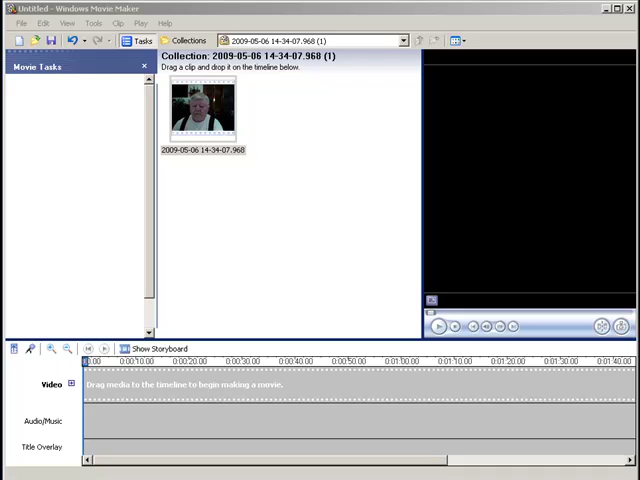 Untitled - Windows Movie Maker
File Edit View Tools Clip Play Help
Tasks Collections 2009-05-06 14-34-07.968 (1)
Movie Tasks
Collection: 2009-05-06 14-34-07.968 (1)
Drag a clip and drop it on the timeline below.
2009-05-06 14-34-07.968
Show Storyboard
0:00:10.00 0:00:20.00 0:00:30.00 0:00:40.00 0:00:50.00 0:01:00.00 0:01:10.00 0:01:20.00 0:01:30.00 0:01:40.00
Video Drag media to the timeline to begin making a movie.
Audio/Music
Title Overlay